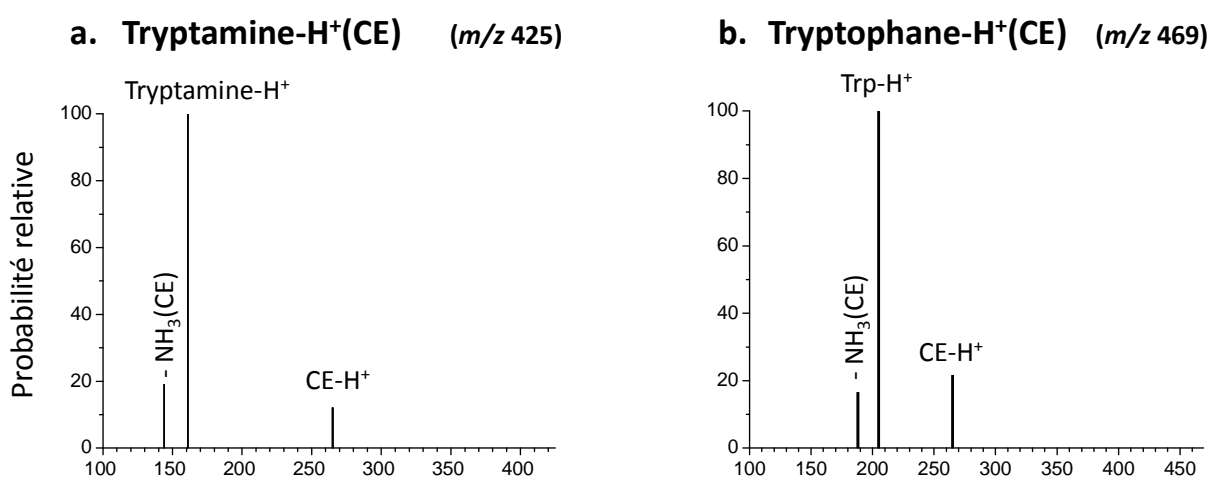 a. Tryptamine-H⁺(CE) (m/z 425)
Tryptamine-H⁺
Probabilité relative
100
80
60
40
20
0
- NH₃(CE)
CE-H⁺
100 150 200 250 300 350 400
b. Tryptophane-H⁺(CE) (m/z 469)
Trp-H⁺
100
80
60
40
20
0
- NH₃(CE)
CE-H⁺
100 150 200 250 300 350 400 450